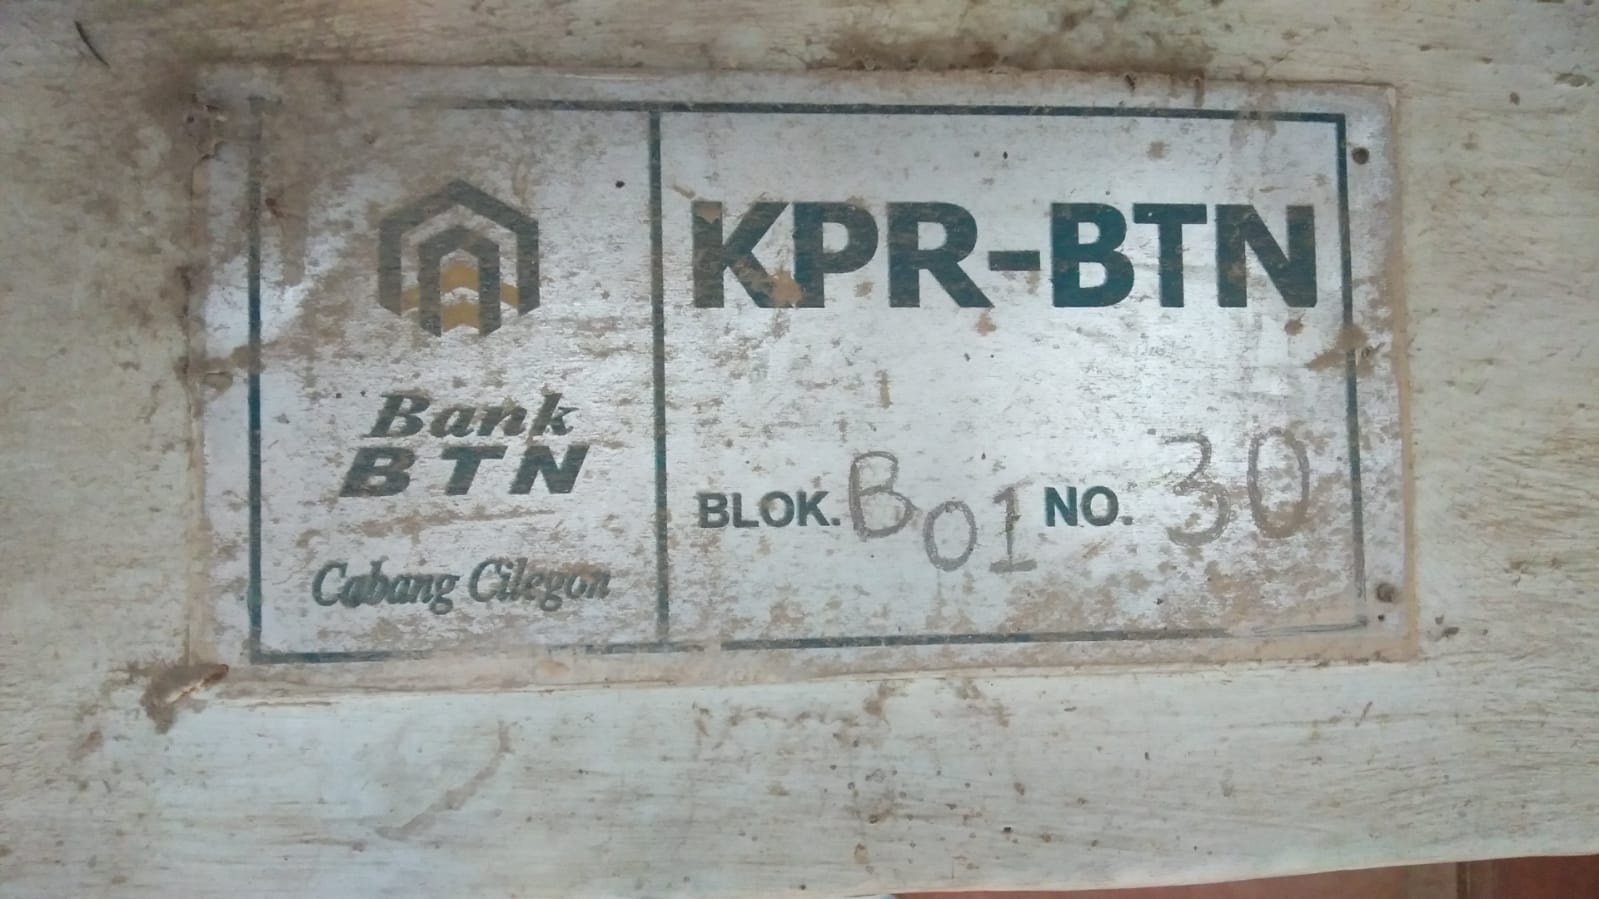 Bank
BTN
Cabang Cilegon
KPR-BTN
BLOK. B01 NO. 30